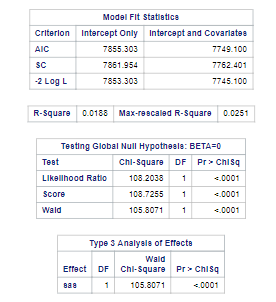 Model Fit Statistics
Criterion Intercept Only Intercept and Covariates
AIC 7855.303 7749.100
SC 7861.954 7762.401
-2 Log L 7853.303 7745.100
R-Square 0.0188 Max-rescaled R-Square 0.0251
Testing Global Null Hypothesis: BETA=0
Test Chi-Square DF Pr > ChiSq
Likelihood Ratio 108.2038 1 <.0001
Score 108.7255 1 <.0001
Wald 105.8071 1 <.0001
Type 3 Analysis of Effects
Wald
Effect DF Chi-Square Pr > ChiSq
sas 1 105.8071 <.0001